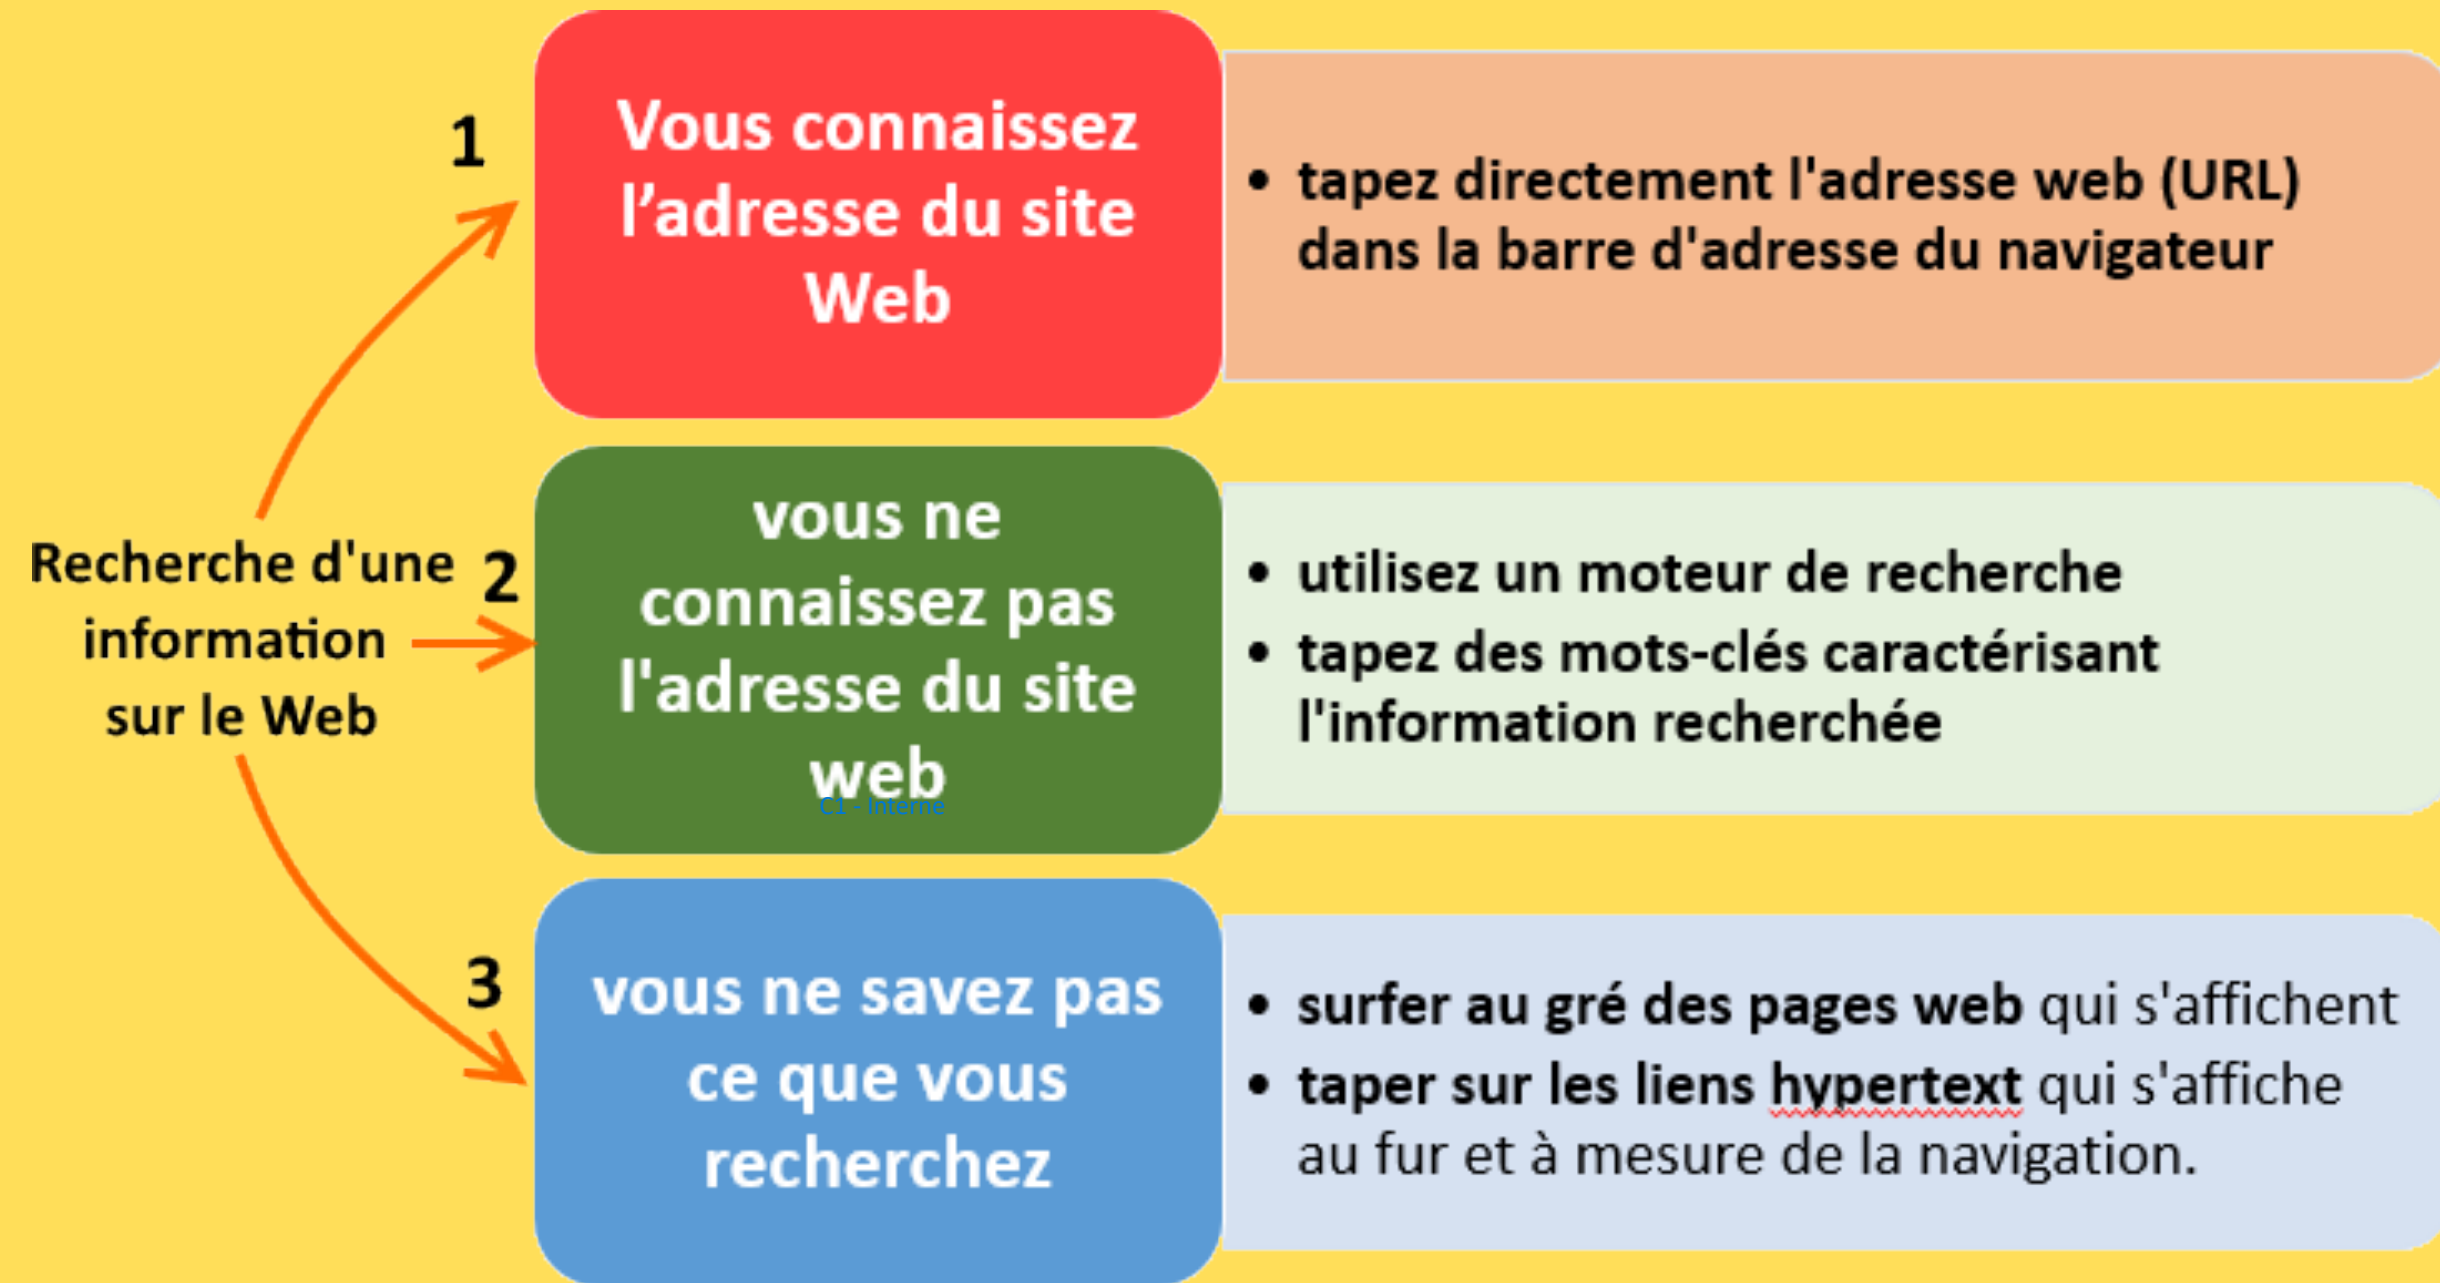 Recherche d'une
information
sur le Web
1
Vous connaissez
l’adresse du site
Web
• tapez directement l'adresse web (URL)
dans la barre d'adresse du navigateur
2
vous ne
connaissez pas
l'adresse du site
web
C1 - Interne
• utilisez un moteur de recherche
• tapez des mots-clés caractérisant
l'information recherchée
3
vous ne savez pas
ce que vous
recherchez
• surfer au gré des pages web qui s'affichent
• taper sur les liens hypertext qui s'affiche
au fur et à mesure de la navigation.